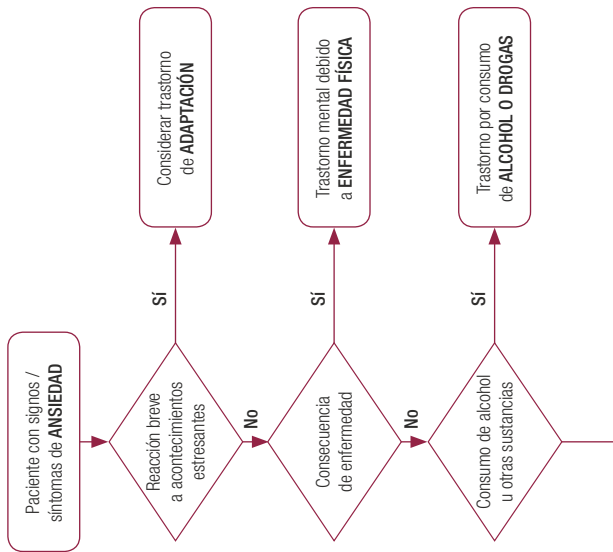 Paciente con signos /
síntomas de ANSIEDAD
Reacción breve
a acontecimientos
estresantes
Sí
Considerar trastorno
de ADAPTACIÓN
No
Consecuencia
de enfermedad
Sí
Trastorno mental debido
a ENFERMEDAD FÍSICA
No
Consumo de alcohol
u otras sustancias
Sí
Trastorno por consumo
de ALCOHOL O DROGAS